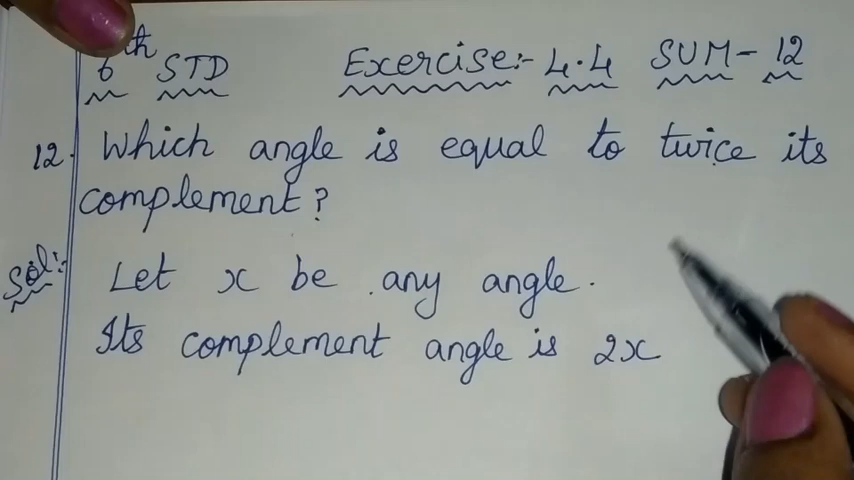 6th STD Exercise:- 4.4 SUM- 12
12. Which angle is equal to twice its
complement?
Sol:- Let x be any angle.
Its complement angle is 2x